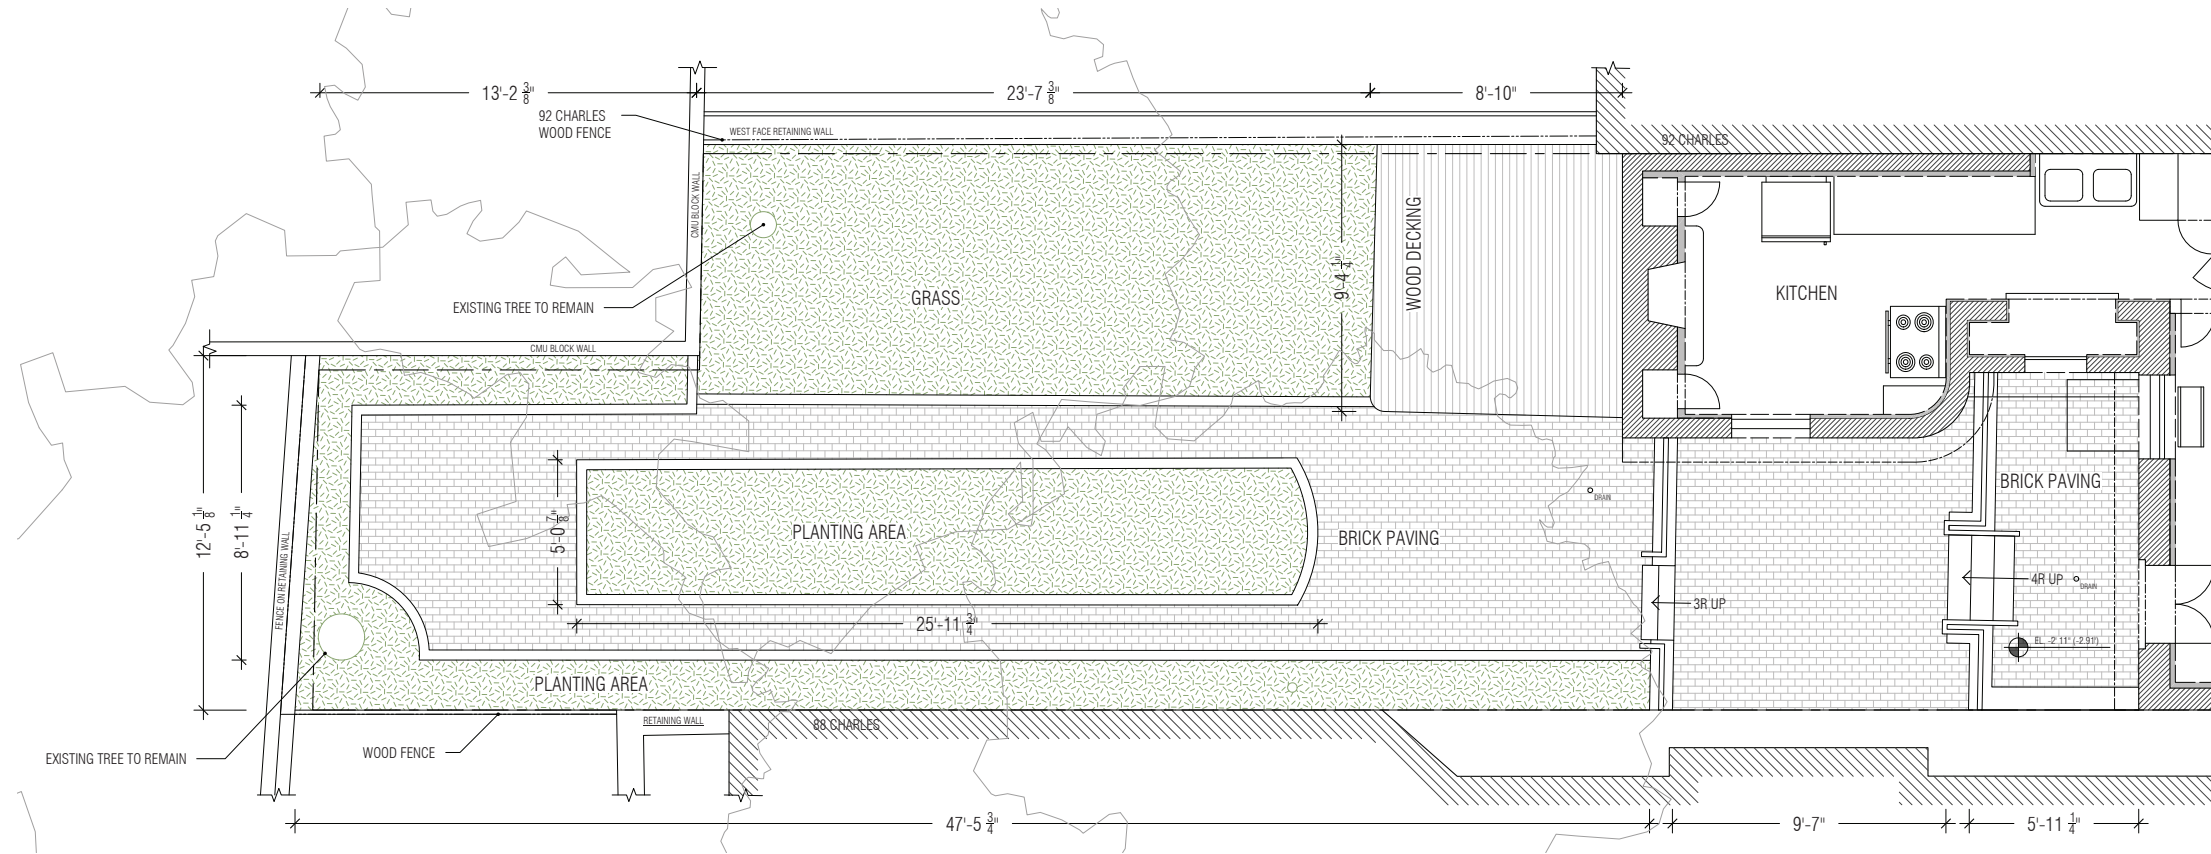 13'-2 3/8"
23'-7 3/8"
8'-10"
92 CHARLES
WOOD FENCE
WEST FACE RETAINING WALL
92 CHARLES
CMU BLOCK WALL
WOOD DECKING
9'-4 1/4"
EXISTING TREE TO REMAIN
GRASS
KITCHEN
CMU BLOCK WALL
12'-5 1/8"
8'-11 1/4"
FENCE ON RETAINING WALL
5'-0 7/8"
PLANTING AREA
BRICK PAVING
DRAIN
BRICK PAVING
4R UP
DRAIN
3R UP
25'-11 3/4"
EL. -2' 11" (-2.91')
PLANTING AREA
RETAINING WALL
88 CHARLES
WOOD FENCE
EXISTING TREE TO REMAIN
47'-5 3/4"
9'-7"
5'-11 1/4"